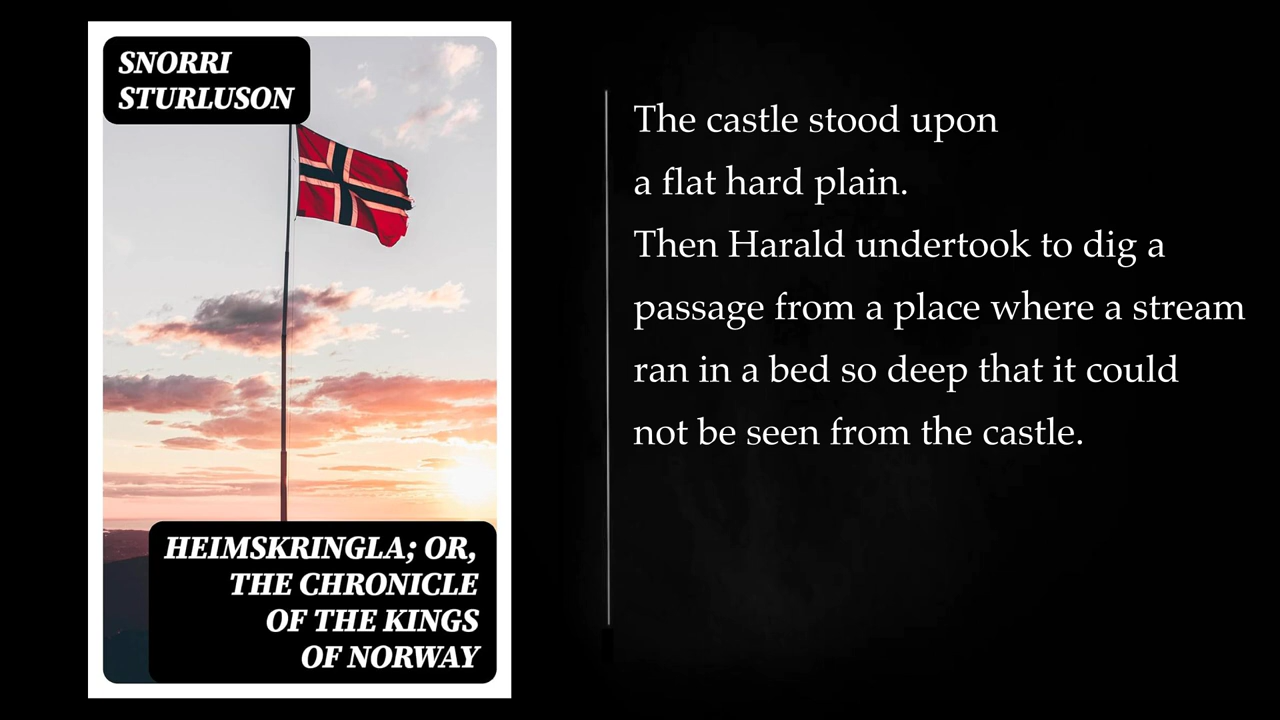 SNORRI
STURLUSON
HEIMSKRINGLA; OR,
THE CHRONICLE
OF THE KINGS
OF NORWAY
The castle stood upon
a flat hard plain.
Then Harald undertook to dig a
passage from a place where a stream
ran in a bed so deep that it could
not be seen from the castle.